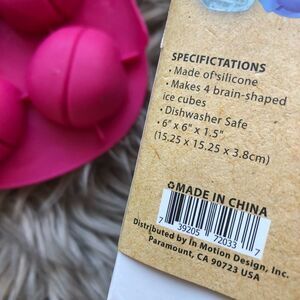 SPECIFICTATIONS
• Made of silicone
• Makes 4 brain-shaped
ice cubes
• Dishwasher Safe
• 6" x 6" x 1.5"
(15.25 x 15.25 x 3.8cm)
MADE IN CHINA
7 39205 72033 7
Distributed by In Motion Design, Inc.
Paramount, CA 90723 USA